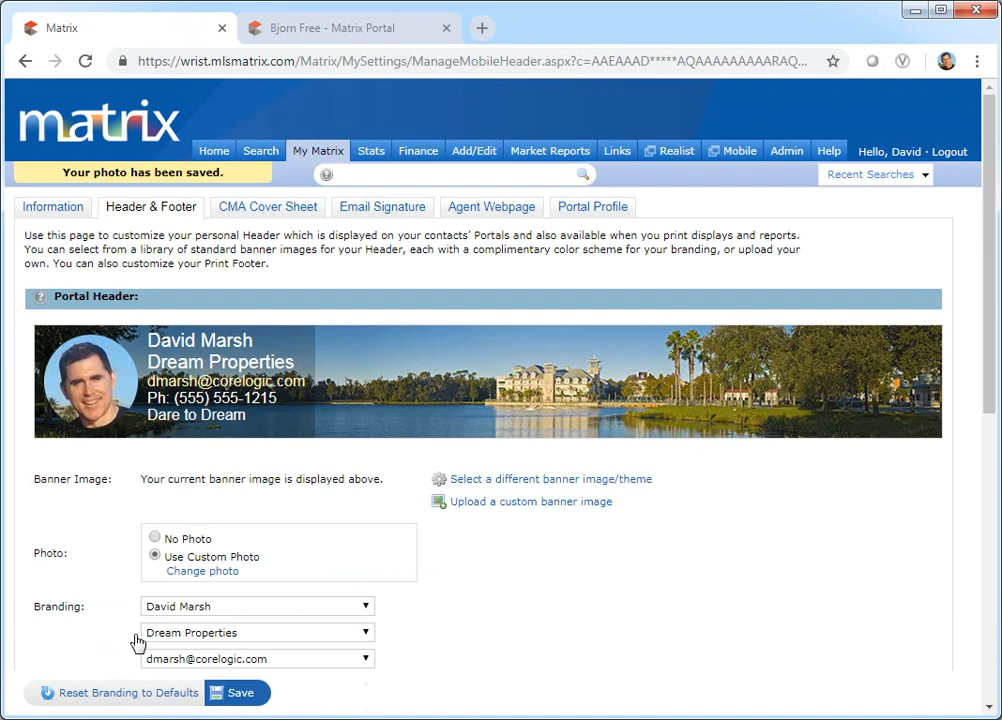 Matrix
Bjorn Free - Matrix Portal
https://wrist.mlsmatrix.com/Matrix/MySettings/ManageMobileHeader.aspx?c=AAEAAAD*****AQAAAAAAAAARAQ...
matrix
Home Search My Matrix Stats Finance Add/Edit Market Reports Links Realist Mobile Admin Help Hello, David · Logout
Your photo has been saved.
Recent Searches
Information Header & Footer CMA Cover Sheet Email Signature Agent Webpage Portal Profile
Use this page to customize your personal Header which is displayed on your contacts' Portals and also available when you print displays and reports.
You can select from a library of standard banner images for your Header, each with a complimentary color scheme for your branding, or upload your
own. You can also customize your Print Footer.
Portal Header:
David Marsh
Dream Properties
dmarsh@corelogic.com
Ph: (555) 555-1215
Dare to Dream
Banner Image: Your current banner image is displayed above. Select a different banner image/theme
Upload a custom banner image
No Photo
Photo: Use Custom Photo
Change photo
Branding: David Marsh
Dream Properties
dmarsh@corelogic.com
Reset Branding to Defaults Save